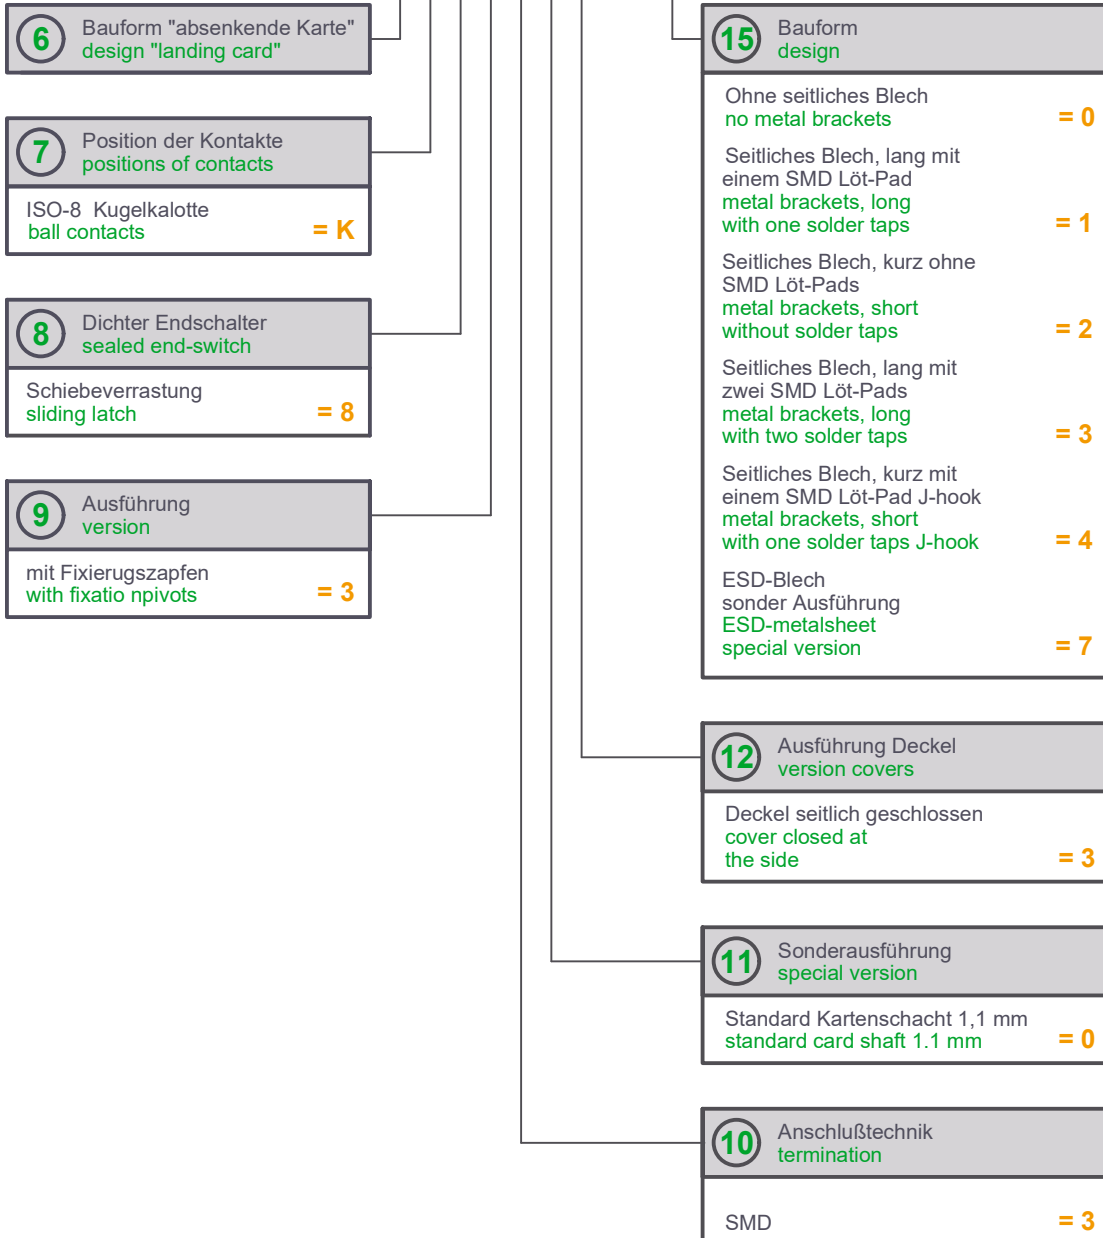 6
Bauform "absenkende Karte"
design "landing card"
7
Position der Kontakte
positions of contacts
ISO-8 Kugelkalotte
ball contacts = K
8
Dichter Endschalter
sealed end-switch
Schiebeverrastung
sliding latch = 8
9
Ausführung
version
mit Fixierugszapfen
with fixatio npivots = 3
15
Bauform
design
Ohne seitliches Blech
no metal brackets = 0
Seitliches Blech, lang mit
einem SMD Löt-Pad
metal brackets, long
with one solder taps = 1
Seitliches Blech, kurz ohne
SMD Löt-Pads
metal brackets, short
without solder taps = 2
Seitliches Blech, lang mit
zwei SMD Löt-Pads
metal brackets, long
with two solder taps = 3
Seitliches Blech, kurz mit
einem SMD Löt-Pad J-hook
metal brackets, short
with one solder taps J-hook = 4
ESD-Blech
sonder Ausführung
ESD-metalsheet
special version = 7
12
Ausführung Deckel
version covers
Deckel seitlich geschlossen
cover closed at
the side = 3
11
Sonderausführung
special version
Standard Kartenschacht 1,1 mm
standard card shaft 1.1 mm = 0
10
Anschlußtechnik
termination
SMD = 3